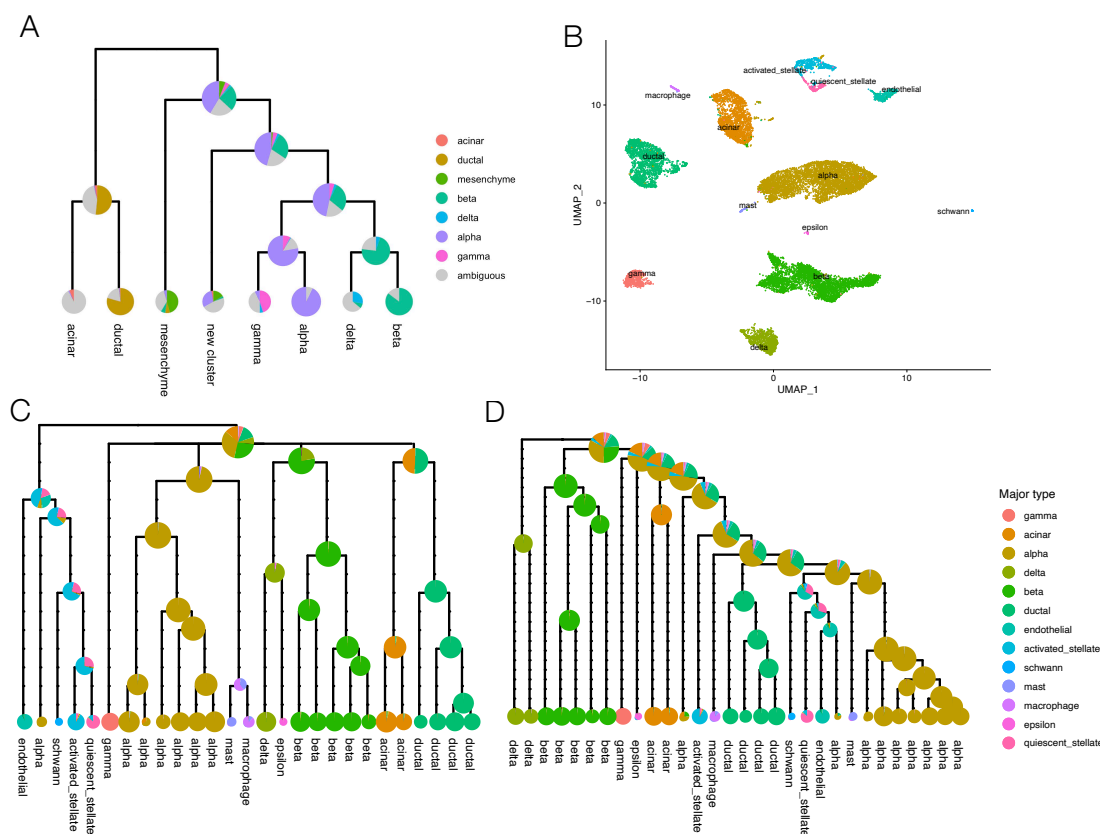 A
acinar
ductal
mesenchyme
beta
delta
alpha
gamma
ambiguous
acinar
ductal
mesenchyme
new cluster
gamma
alpha
delta
beta
B
activated_stellate
quiescent_stellate
macrophage
endothelial
acinar
ductal
alpha
mast
schwann
epsilon
gamma
beta
delta
10
0
−10
UMAP_2
−10
0
10
UMAP_1
C
endothelial
alpha
schwann
activated_stellate
quiescent_stellate
gamma
alpha
alpha
alpha
alpha
alpha
alpha
mast
macrophage
delta
epsilon
beta
beta
beta
beta
beta
acinar
acinar
ductal
ductal
ductal
ductal
D
delta
delta
beta
beta
beta
beta
beta
gamma
epsilon
acinar
acinar
alpha
activated_stellate
macrophage
ductal
ductal
ductal
ductal
schwann
quiescent_stellate
endothelial
alpha
mast
alpha
alpha
alpha
alpha
alpha
alpha
Major type
gamma
acinar
alpha
delta
beta
ductal
endothelial
activated_stellate
schwann
mast
macrophage
epsilon
quiescent_stellate